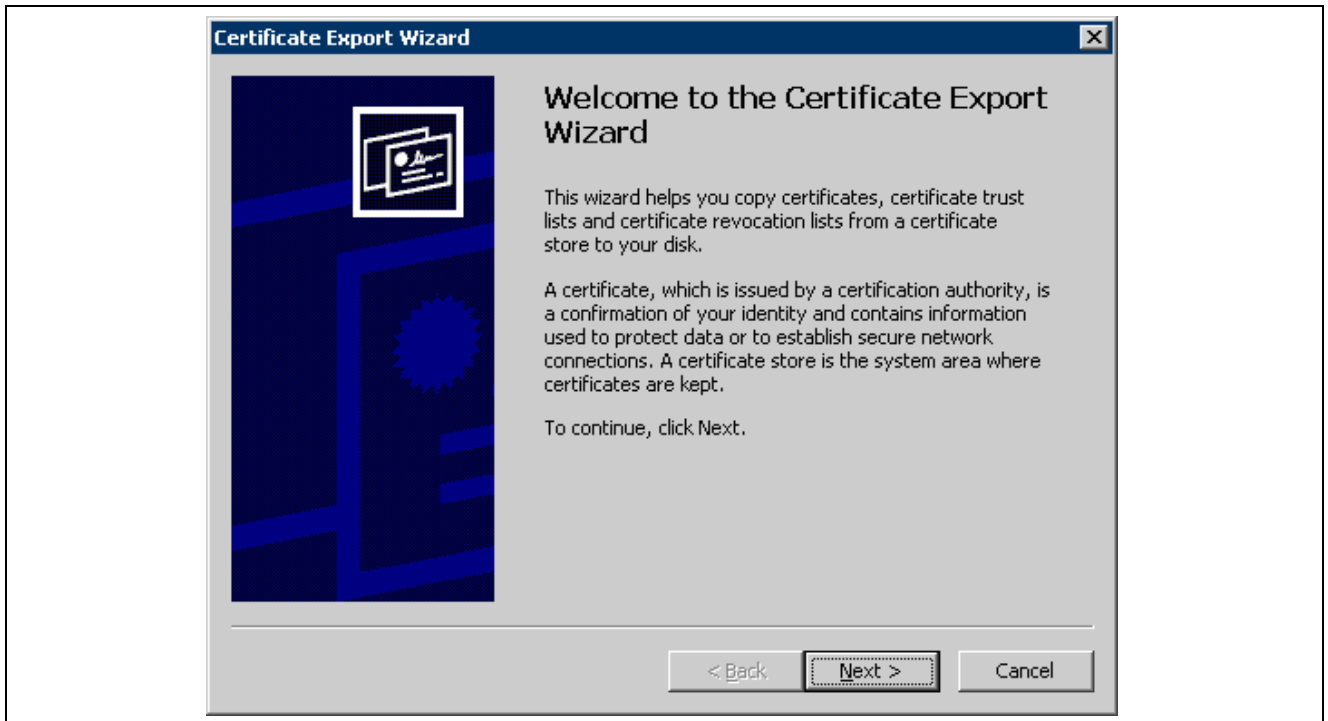 Certificate Export Wizard
Welcome to the Certificate Export
Wizard
This wizard helps you copy certificates, certificate trust
lists and certificate revocation lists from a certificate
store to your disk.
A certificate, which is issued by a certification authority, is
a confirmation of your identity and contains information
used to protect data or to establish secure network
connections. A certificate store is the system area where
certificates are kept.
To continue, click Next.
< Back Next > Cancel